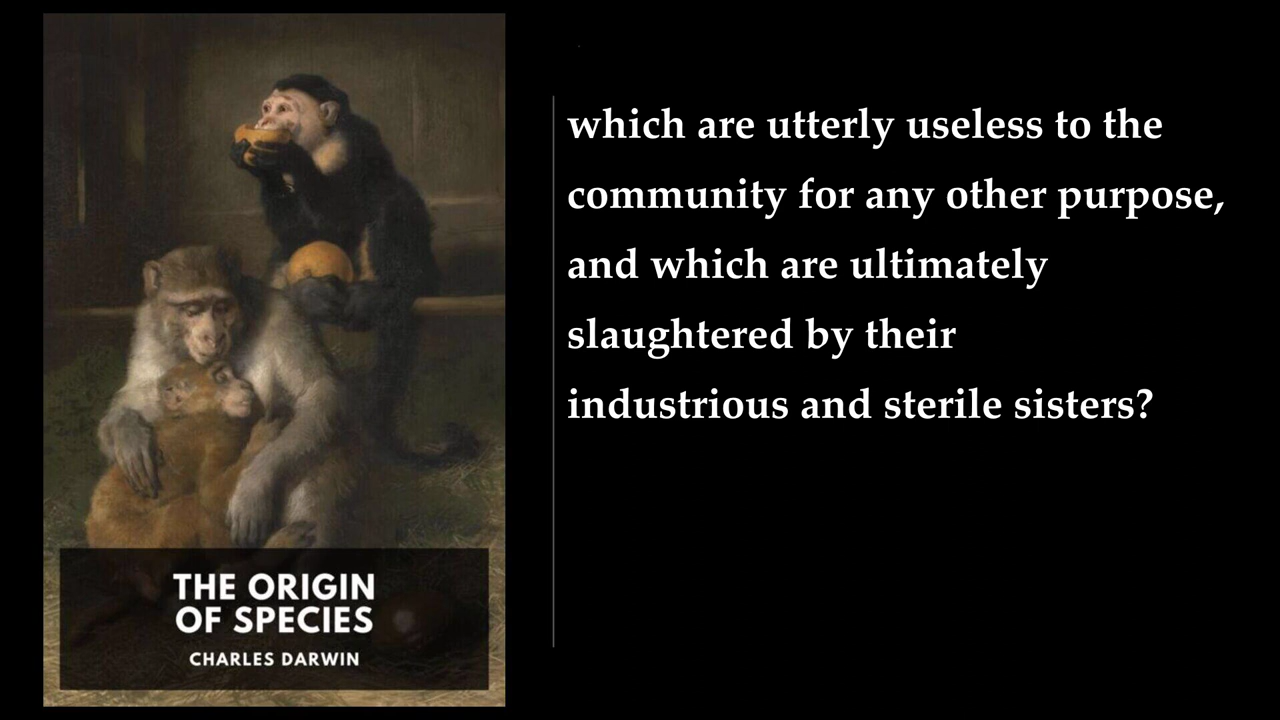 which are utterly useless to the
community for any other purpose,
and which are ultimately
slaughtered by their
industrious and sterile sisters?
THE ORIGIN
OF SPECIES
CHARLES DARWIN